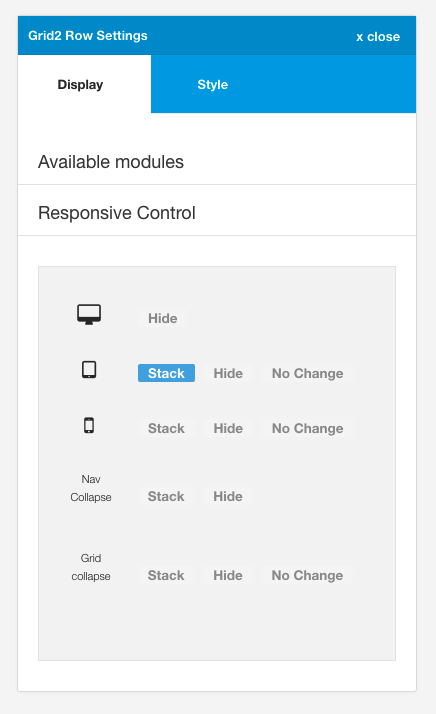 Grid2 Row Settings x close
Display Style
Available modules
Responsive Control
Hide
Stack Hide No Change
Stack Hide No Change
Nav
Collapse
Stack Hide
Grid
collapse
Stack Hide No Change